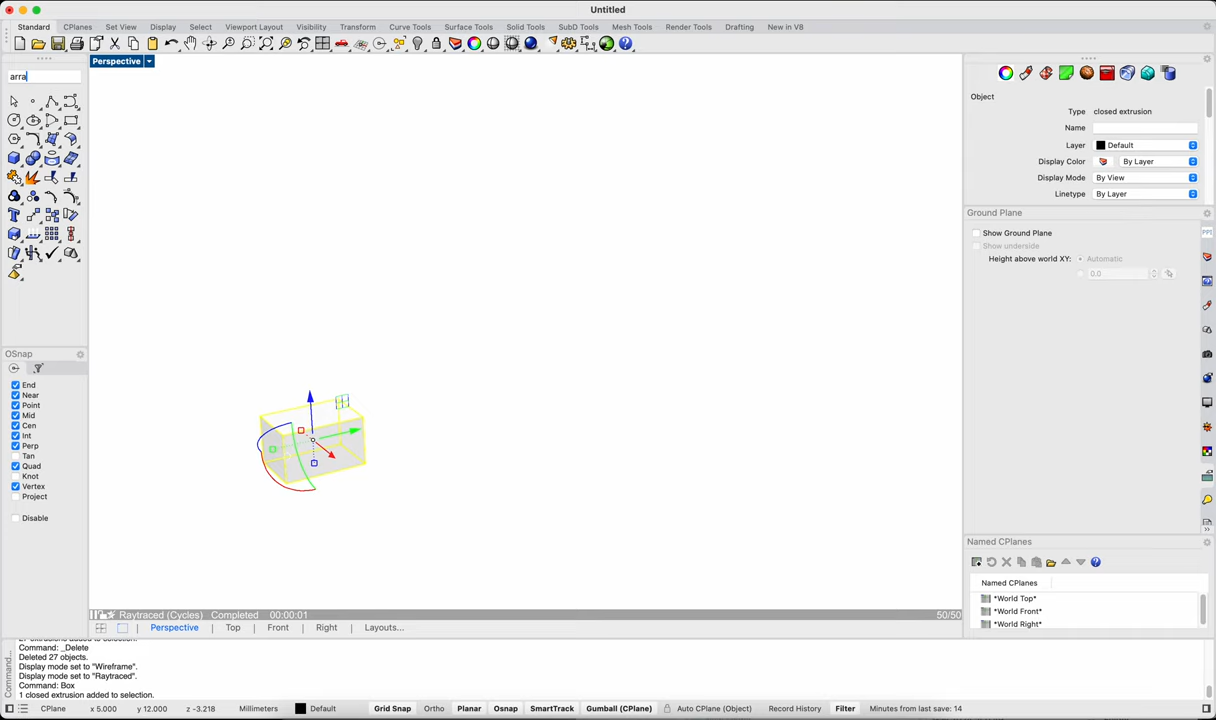 Untitled
Standard CPlanes Set View Display Select Viewport Layout Visibility Transform Curve Tools Surface Tools Solid Tools SubD Tools Mesh Tools Render Tools Drafting New in V8
Perspective
arra
OSnap
End
Near
Point
Mid
Cen
Int
Perp
Tan
Quad
Knot
Vertex
Project
Disable
Object
Type closed extrusion
Name
Layer Default
Display Color By Layer
Display Mode By View
Linetype By Layer
Ground Plane
Show Ground Plane
Show underside
Height above world XY: Automatic
0.0
Named CPlanes
Named CPlanes
*World Top*
*World Front*
*World Right*
Raytraced (Cycles) Completed 00:00:01 50/50
Perspective Top Front Right Layouts...
Command...
27 extrusions added to selection.
Command: _Delete
Deleted 27 objects.
Display mode set to "Wireframe".
Display mode set to "Raytraced".
Command: Box
1 closed extrusion added to selection.
CPlane x 5.000 y 12.000 z -3.218 Millimeters Default Grid Snap Ortho Planar Osnap SmartTrack Gumball (CPlane) Auto CPlane (Object) Record History Filter Minutes from last save: 14